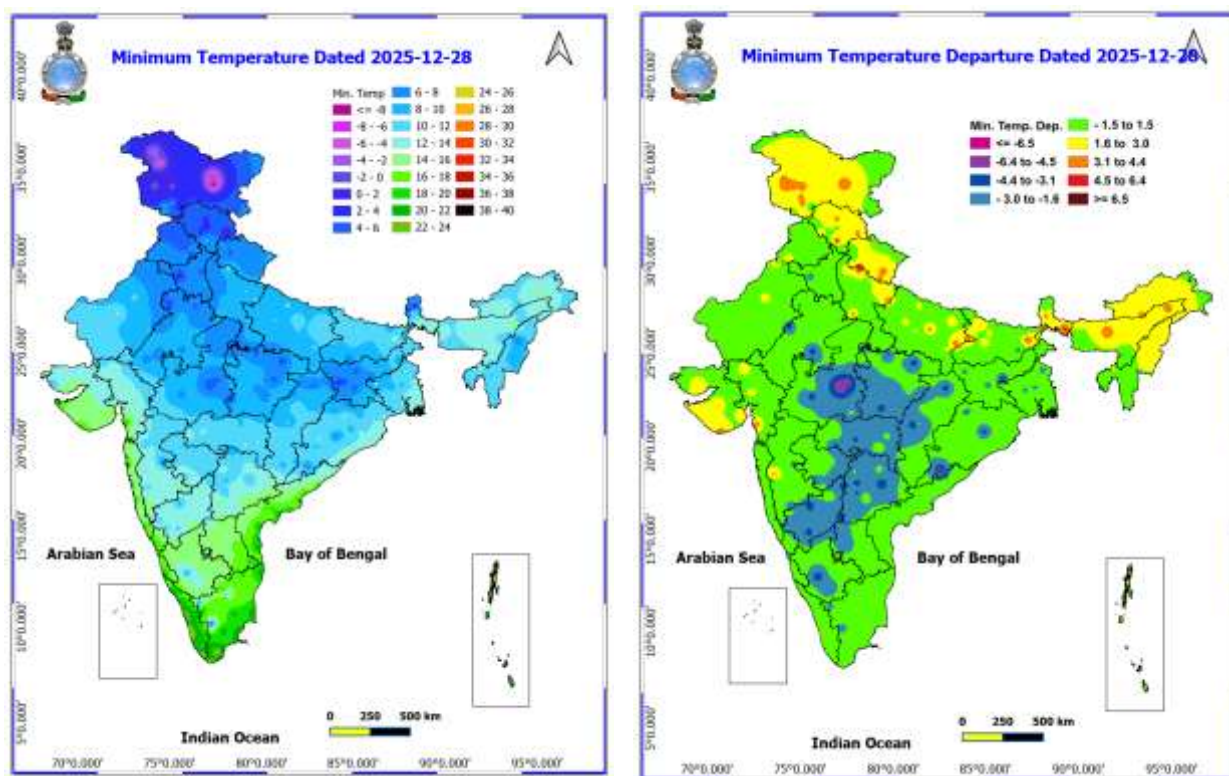 Minimum Temperature Dated 2025-12-28
Min. Temp
<= -8
-8 - -6
-6 - -4
-4 - -2
-2 - 0
0 - 2
2 - 4
4 - 6
6 - 8
8 - 10
10 - 12
12 - 14
14 - 16
16 - 18
18 - 20
20 - 22
22 - 24
24 - 26
26 - 28
28 - 30
30 - 32
32 - 34
34 - 36
36 - 38
38 - 40
40°0.000'
35°0.000'
30°0.000'
25°0.000'
20°0.000'
15°0.000'
10°0.000'
5°0.000'
Arabian Sea
Bay of Bengal
0 250 500 km
Indian Ocean
70°0.000' 75°0.000' 80°0.000' 85°0.000' 90°0.000' 95°0.000'
Minimum Temperature Departure Dated 2025-12-28
Min. Temp. Dep.
<= -6.5
-6.4 to -4.5
-4.4 to -3.1
- 3.0 to -1.6
- 1.5 to 1.5
1.6 to 3.0
3.1 to 4.4
4.5 to 6.4
>= 6.5
40°0.000'
35°0.000'
30°0.000'
25°0.000'
20°0.000'
15°0.000'
10°0.000'
5°0.000'
Arabian Sea
Bay of Bengal
0 250 500 km
Indian Ocean
70°0.000' 75°0.000' 80°0.000' 85°0.000' 90°0.000' 95°0.000'